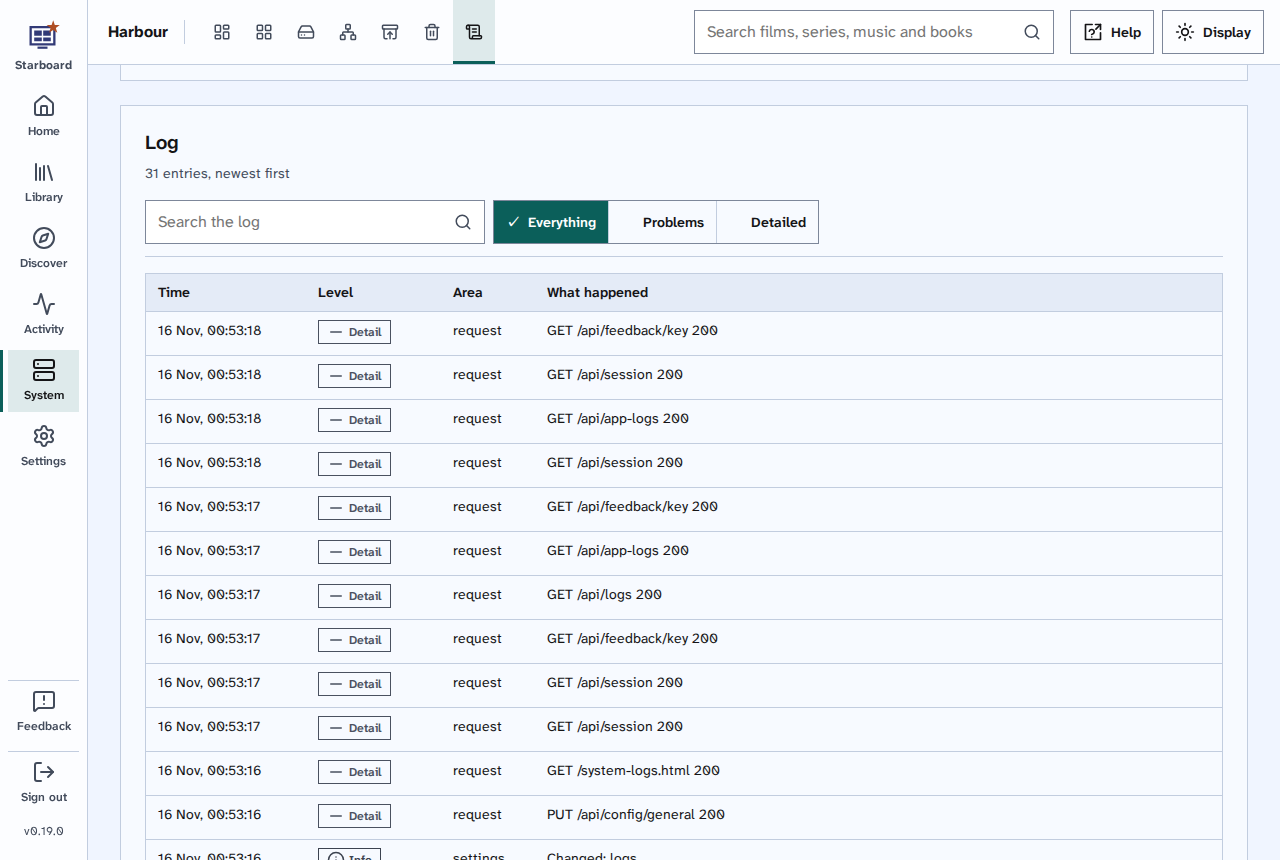 Starboard
Home
Library
Discover
Activity
System
Settings
Feedback
Sign out
v0.19.0
Harbour
Search films, series, music and books
Help
Display
Log
31 entries, newest first
Search the log
✓ Everything
Problems
Detailed
Time Level Area What happened
16 Nov, 00:53:18 — Detail request GET /api/feedback/key 200
16 Nov, 00:53:18 — Detail request GET /api/session 200
16 Nov, 00:53:18 — Detail request GET /api/app-logs 200
16 Nov, 00:53:18 — Detail request GET /api/session 200
16 Nov, 00:53:17 — Detail request GET /api/feedback/key 200
16 Nov, 00:53:17 — Detail request GET /api/app-logs 200
16 Nov, 00:53:17 — Detail request GET /api/logs 200
16 Nov, 00:53:17 — Detail request GET /api/feedback/key 200
16 Nov, 00:53:17 — Detail request GET /api/session 200
16 Nov, 00:53:17 — Detail request GET /api/session 200
16 Nov, 00:53:16 — Detail request GET /system-logs.html 200
16 Nov, 00:53:16 — Detail request PUT /api/config/general 200
16 Nov, 00:53:16 Info settings Changed: logs